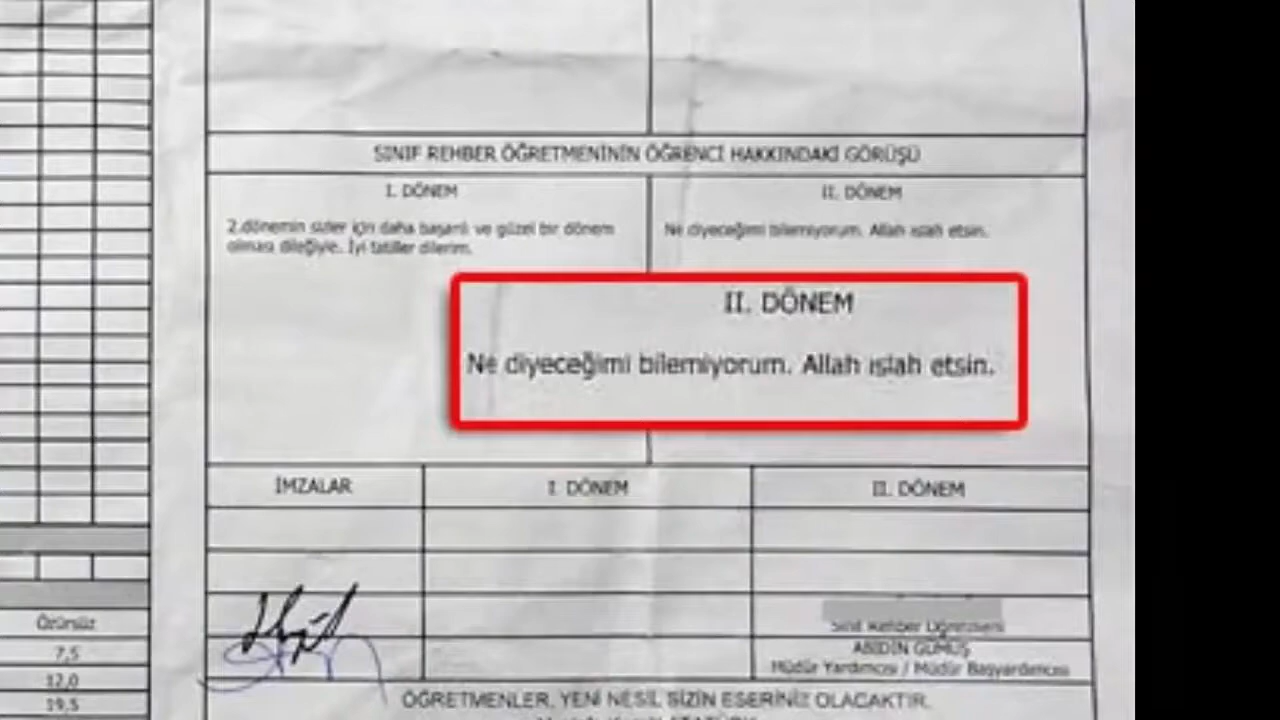 SINIF REHBER ÖĞRETMENİNİN ÖĞRENCİ HAKKINDAKİ GÖRÜŞÜ
I. DÖNEM
2.dönemin sizler için daha başarılı ve güzel bir dönem
olması dileğiyle. İyi tatiller dilerim.
II. DÖNEM
Ne diyeceğimi bilemiyorum. Allah ıslah etsin.
II. DÖNEM
Ne diyeceğimi bilemiyorum. Allah ıslah etsin.
İMZALAR
I. DÖNEM
II. DÖNEM
Sınıf Rehber Öğretmeni
ABİDİN GÜMÜŞ
Müdür Yardımcısı / Müdür Başyardımcısı
Özürsüz
7,5
12,0
19,5
ÖĞRETMENLER, YENİ NESİL SİZİN ESERİNİZ OLACAKTIR.